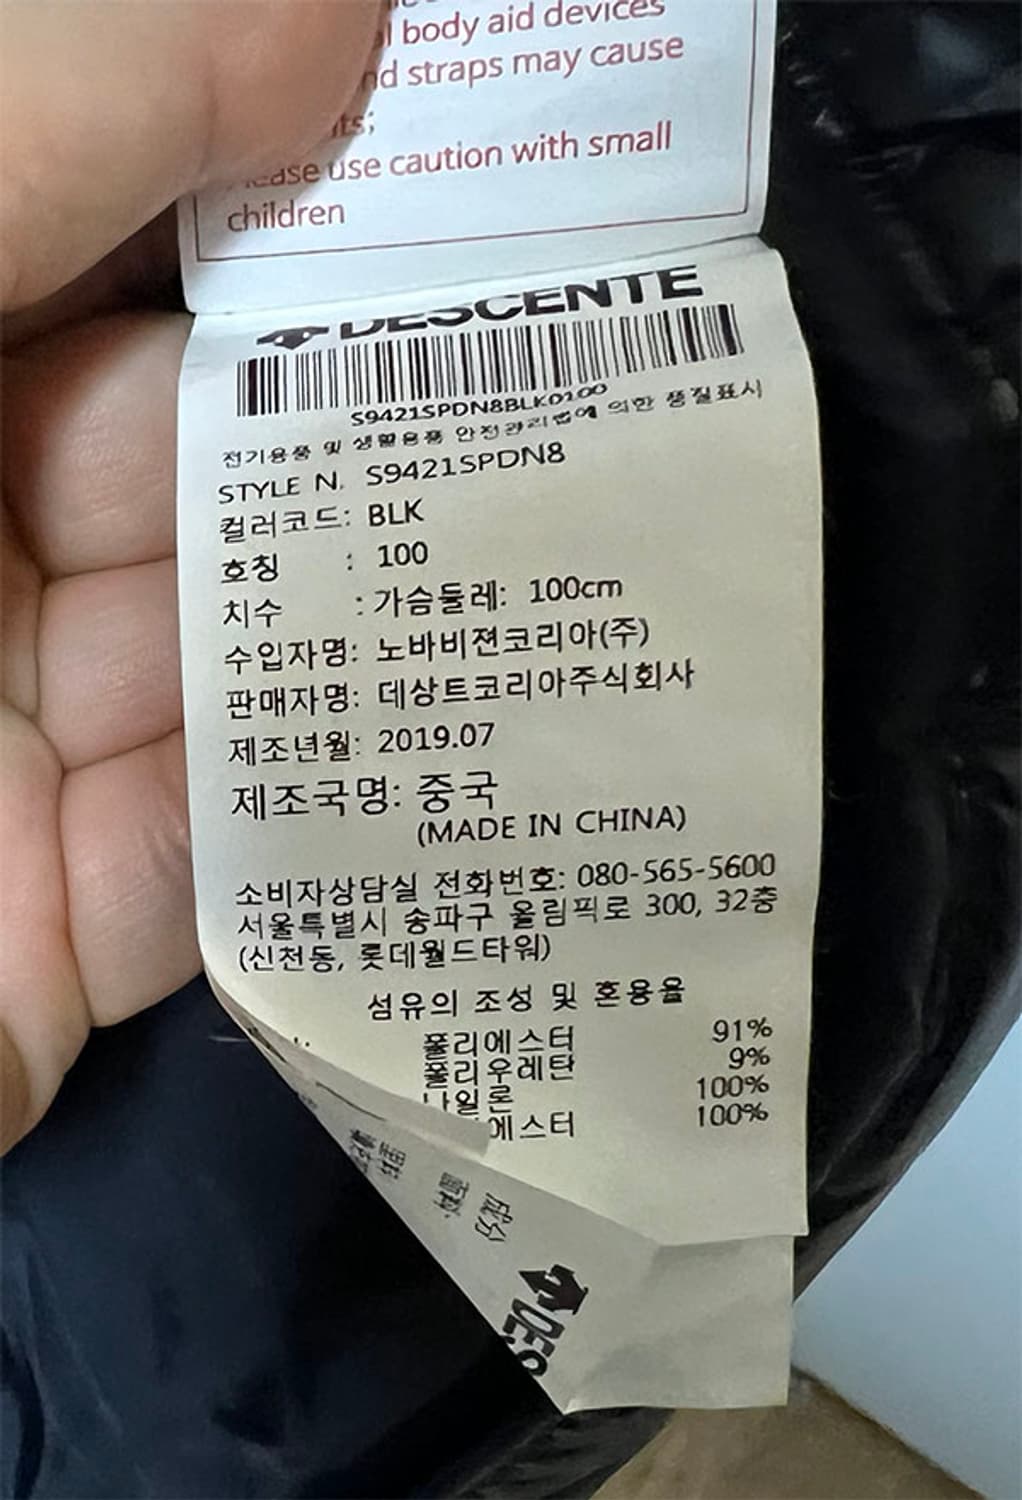 body aid devices
nd straps may cause
ts;
ease use caution with small
children
DESCENTE
S9421SPDN8BLK0100
전기용품 및 생활용품 안전관리법에 의한 품질표시
STYLE N. S9421SPDN8
컬러코드: BLK
호칭 : 100
치수 : 가슴둘레: 100cm
수입자명: 노바비젼코리아(주)
판매자명: 데상트코리아주식회사
제조년월: 2019.07
제조국명: 중국
(MADE IN CHINA)
소비자상담실 전화번호: 080-565-5600
서울특별시 송파구 올림픽로 300, 32층
(신천동, 롯데월드타워)
섬유의 조성 및 혼용율
폴리에스터 91%
폴리우레탄 9%
나일론 100%
에스터 100%
成分
面料:
里料
DES